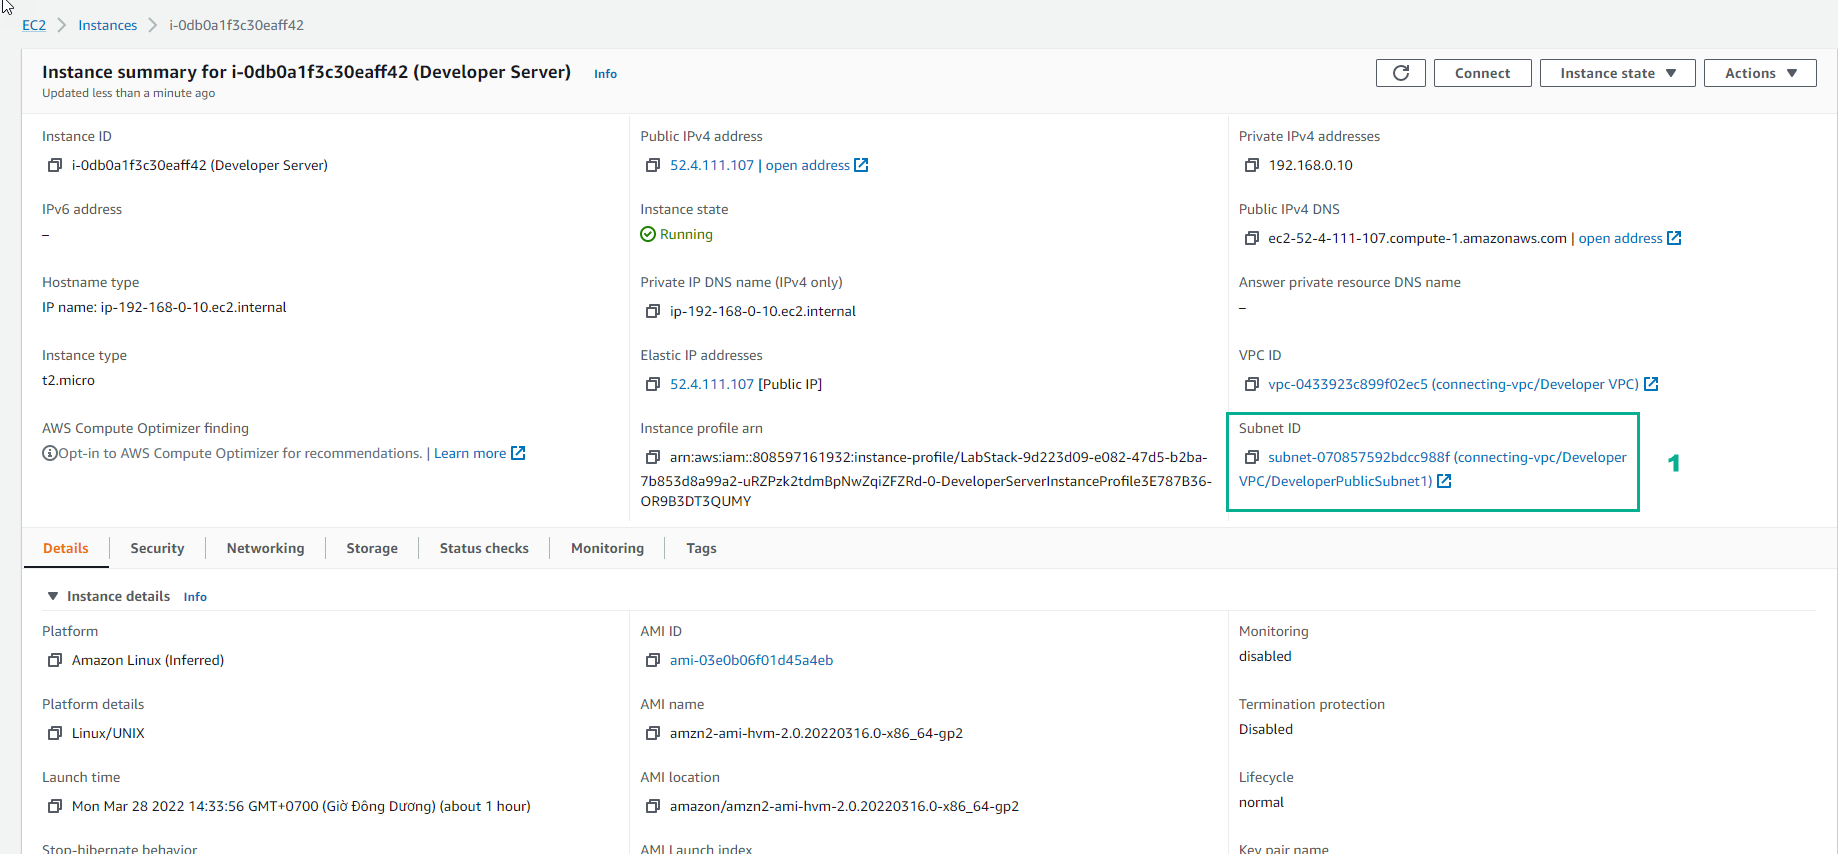 EC2 > Instances > i-0db0a1f3c30eaff42
Instance summary for i-0db0a1f3c30eaff42 (Developer Server) Info
Updated less than a minute ago
Connect
Instance state ▼
Actions ▼
Instance ID
i-0db0a1f3c30eaff42 (Developer Server)
Public IPv4 address
52.4.111.107 | open address
Private IPv4 addresses
192.168.0.10
IPv6 address
–
Instance state
Running
Public IPv4 DNS
ec2-52-4-111-107.compute-1.amazonaws.com | open address
Hostname type
IP name: ip-192-168-0-10.ec2.internal
Private IP DNS name (IPv4 only)
ip-192-168-0-10.ec2.internal
Answer private resource DNS name
–
Instance type
t2.micro
Elastic IP addresses
52.4.111.107 [Public IP]
VPC ID
vpc-0433923c899f02ec5 (connecting-vpc/Developer VPC)
AWS Compute Optimizer finding
Opt-in to AWS Compute Optimizer for recommendations. | Learn more
Instance profile arn
arn:aws:iam::808597161932:instance-profile/LabStack-9d223d09-e082-47d5-b2ba-
7b853d8a99a2-uRZPzk2tdmBpNwZqiZFZRd-0-DeveloperServerInstanceProfile3E787B36-
OR9B3DT3QUMY
Subnet ID
subnet-070857592bdcc988f (connecting-vpc/Developer
VPC/DeveloperPublicSubnet1)
1
Details
Security
Networking
Storage
Status checks
Monitoring
Tags
▼ Instance details Info
Platform
Amazon Linux (Inferred)
AMI ID
ami-03e0b06f01d45a4eb
Monitoring
disabled
Platform details
Linux/UNIX
AMI name
amzn2-ami-hvm-2.0.20220316.0-x86_64-gp2
Termination protection
Disabled
Launch time
Mon Mar 28 2022 14:33:56 GMT+0700 (Giờ Đông Dương) (about 1 hour)
AMI location
amazon/amzn2-ami-hvm-2.0.20220316.0-x86_64-gp2
Lifecycle
normal
Stop-hibernate behavior
AMI Launch index
Key pair name